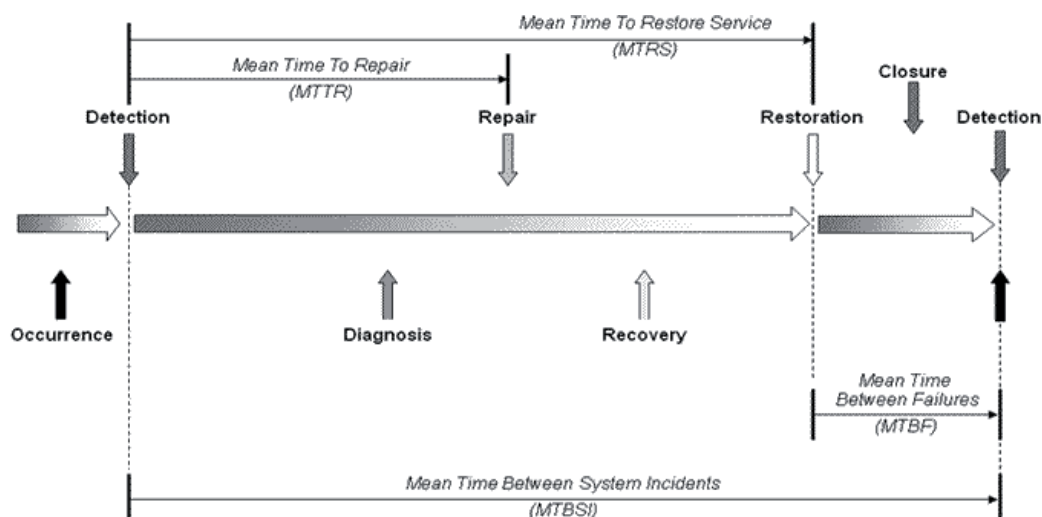 Mean Time To Restore Service
(MTRS)
Mean Time To Repair
(MTTR)
Closure
Detection
Repair
Restoration
Detection
Occurrence
Diagnosis
Recovery
Mean Time
Between Failures
(MTBF)
Mean Time Between System Incidents
(MTBSI)